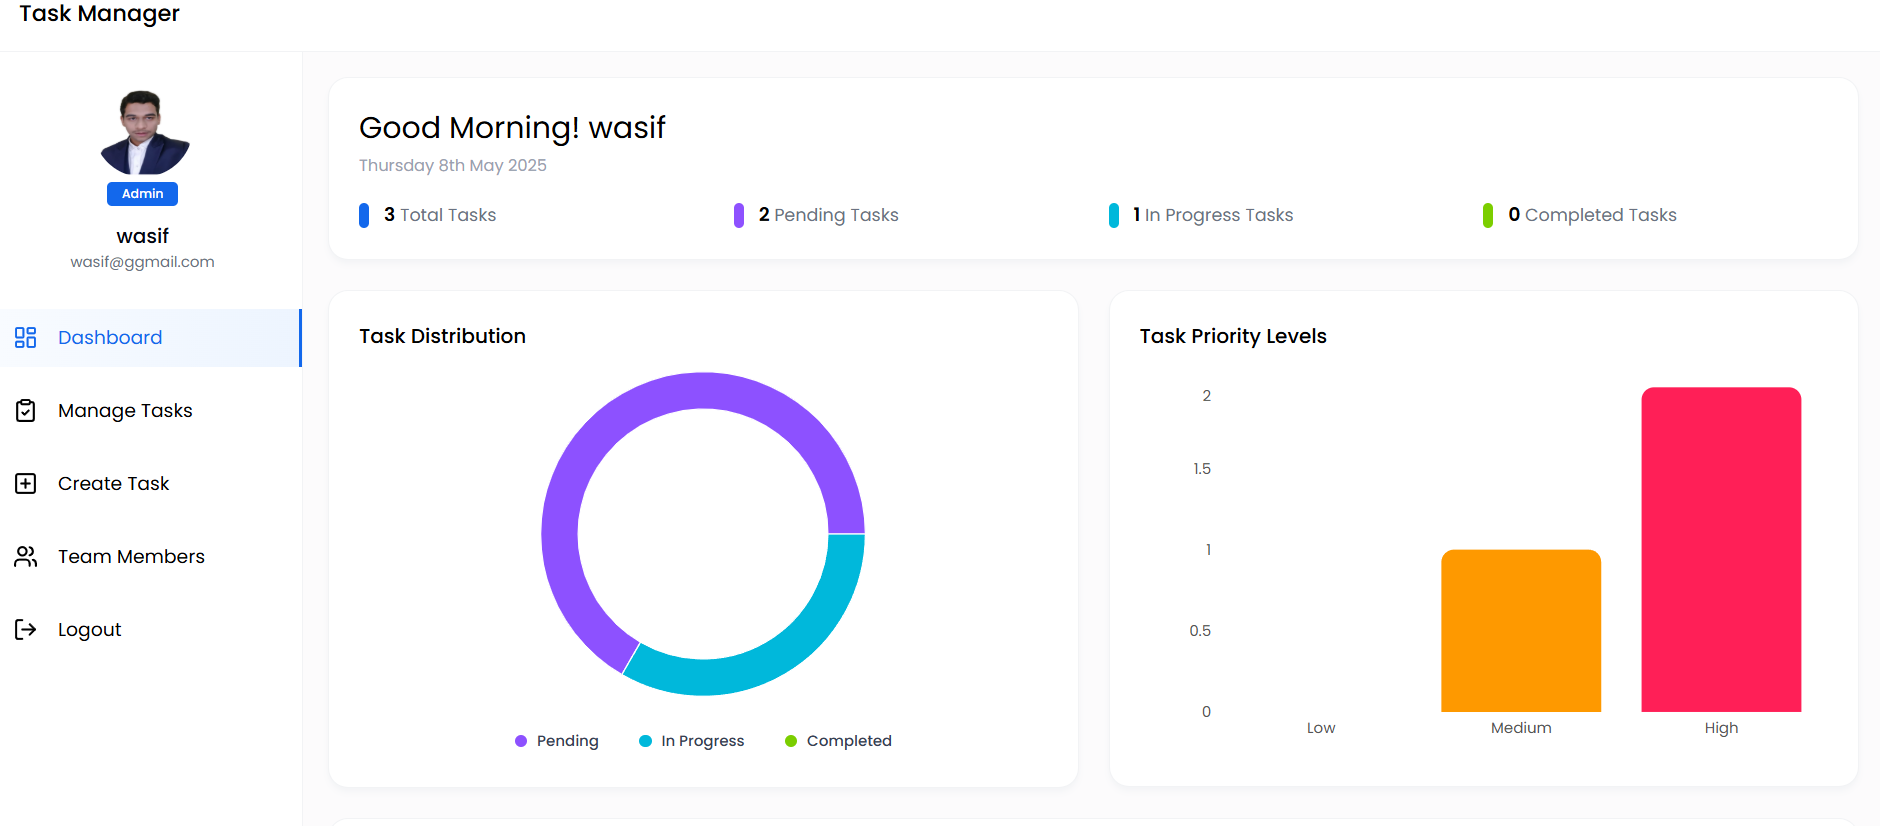 Task Manager
Admin
wasif
wasif@ggmail.com
Dashboard
Manage Tasks
Create Task
Team Members
Logout
Good Morning! wasif
Thursday 8th May 2025
3 Total Tasks
2 Pending Tasks
1 In Progress Tasks
0 Completed Tasks
Task Distribution
Pending
In Progress
Completed
Task Priority Levels
2
1.5
1
0.5
0
Low
Medium
High